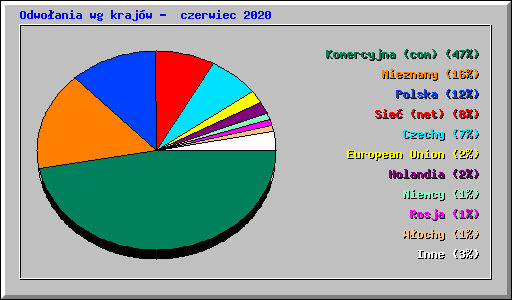 Odwołania wg krajów -  czerwiec 2020
Komercyjna (com) (47%)
Nieznany (16%)
Polska (12%)
Sieć (net) (8%)
Czechy (7%)
European Union (2%)
Holandia (2%)
Niemcy (1%)
Rosja (1%)
Włochy (1%)
Inne (3%)